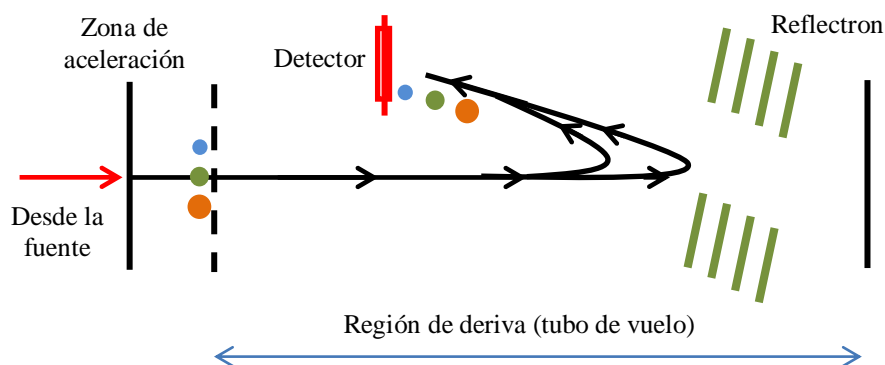 Zona de
aceleración
Detector
Reflectron
Desde la
fuente
Región de deriva (tubo de vuelo)